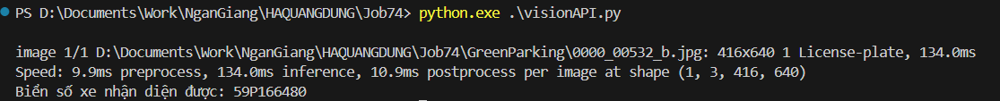 PS D:\Documents\Work\NganGiang\HAQUANGDUNG\Job74> python.exe .\visionAPI.py
image 1/1 D:\Documents\Work\NganGiang\HAQUANGDUNG\Job74\GreenParking\0000_00532_b.jpg: 416x640 1 License-plate, 134.0ms
Speed: 9.9ms preprocess, 134.0ms inference, 10.9ms postprocess per image at shape (1, 3, 416, 640)
Biển số xe nhận diện được: 59P166480